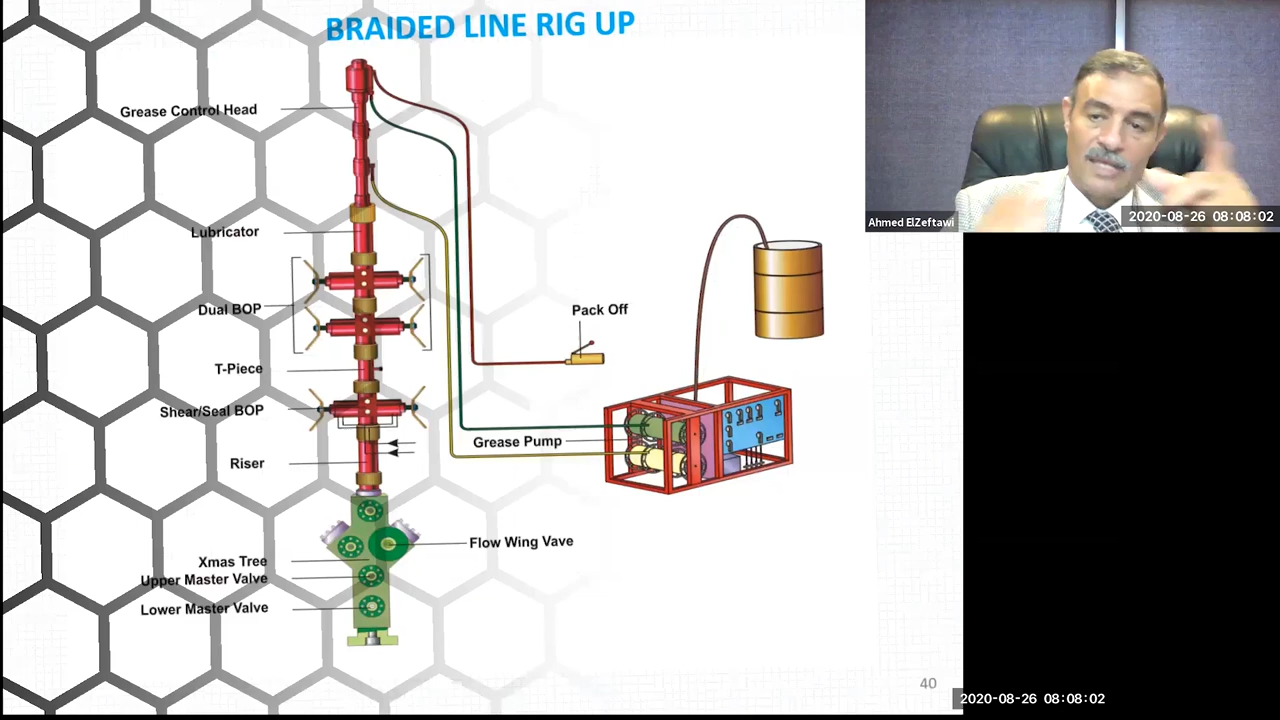 BRAIDED LINE RIG UP
Grease Control Head
Lubricator
Dual BOP
Pack Off
T-Piece
Shear/Seal BOP
Grease Pump
Riser
Flow Wing Vave
Xmas Tree
Upper Master Valve
Lower Master Valve
40
Ahmed ElZeftawi
2020-08-26 08:08:02
2020-08-26 08:08:02